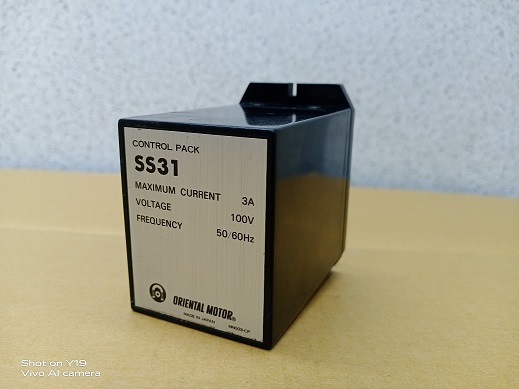 CONTROL PACK
SS31
MAXIMUM CURRENT 3A
VOLTAGE 100V
FREQUENCY 50/60Hz
ORIENTAL MOTOR®
MADE IN JAPAN
Shot on Y19
Vivo AI camera